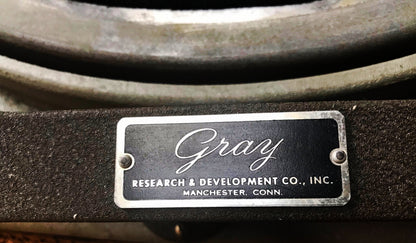 Gray
RESEARCH & DEVELOPMENT CO., INC.
MANCHESTER, CONN.